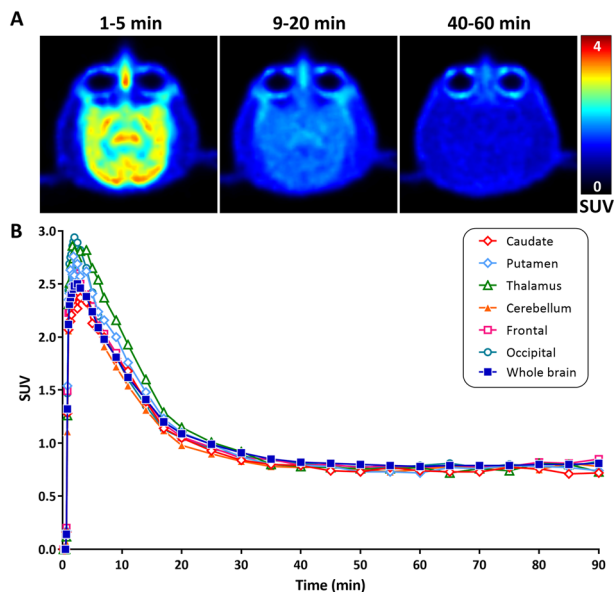 A
1-5 min
9-20 min
40-60 min
4
0
SUV
B
3.0
2.5
2.0
1.5
1.0
0.5
0.0
SUV
Caudate
Putamen
Thalamus
Cerebellum
Frontal
Occipital
Whole brain
0 10 20 30 40 50 60 70 80 90
Time (min)